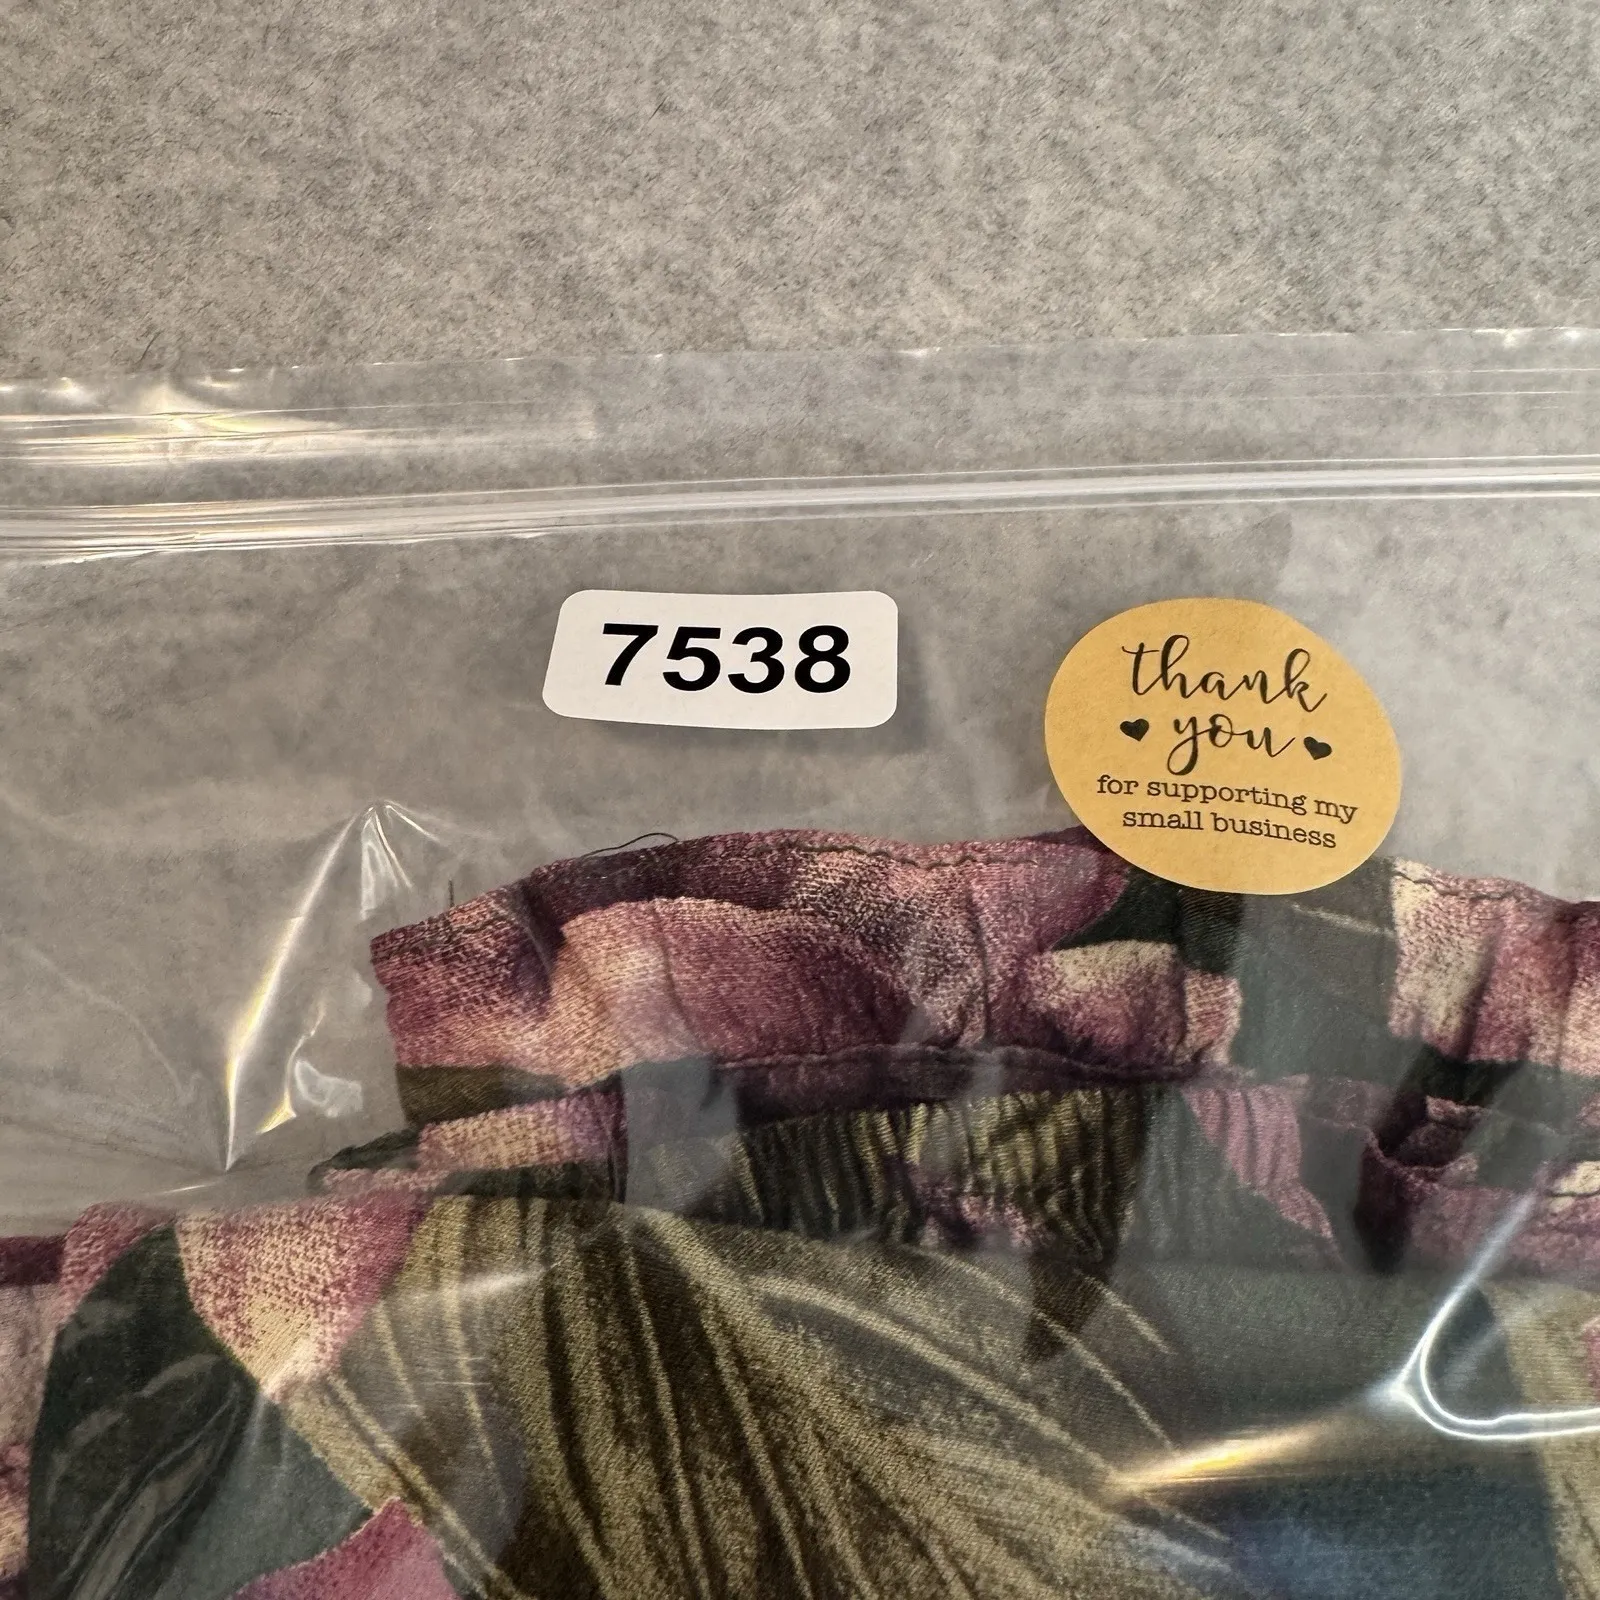 7538
thank
you
for supporting my
small business